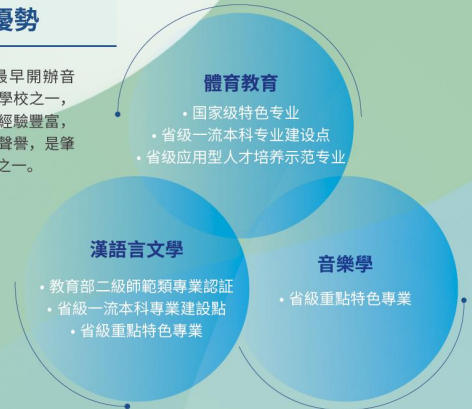 優勢
最早開辦音
學校之一，
經驗豐富，
聲譽，是肇
之一。
體育教育
• 国家级特色专业
• 省级一流本科专业建设点
• 省级应用型人才培养示范专业
漢語言文學
• 教育部二級師範類專業認証
• 省級一流本科專業建設點
• 省級重點特色專業
音樂學
• 省級重點特色專業